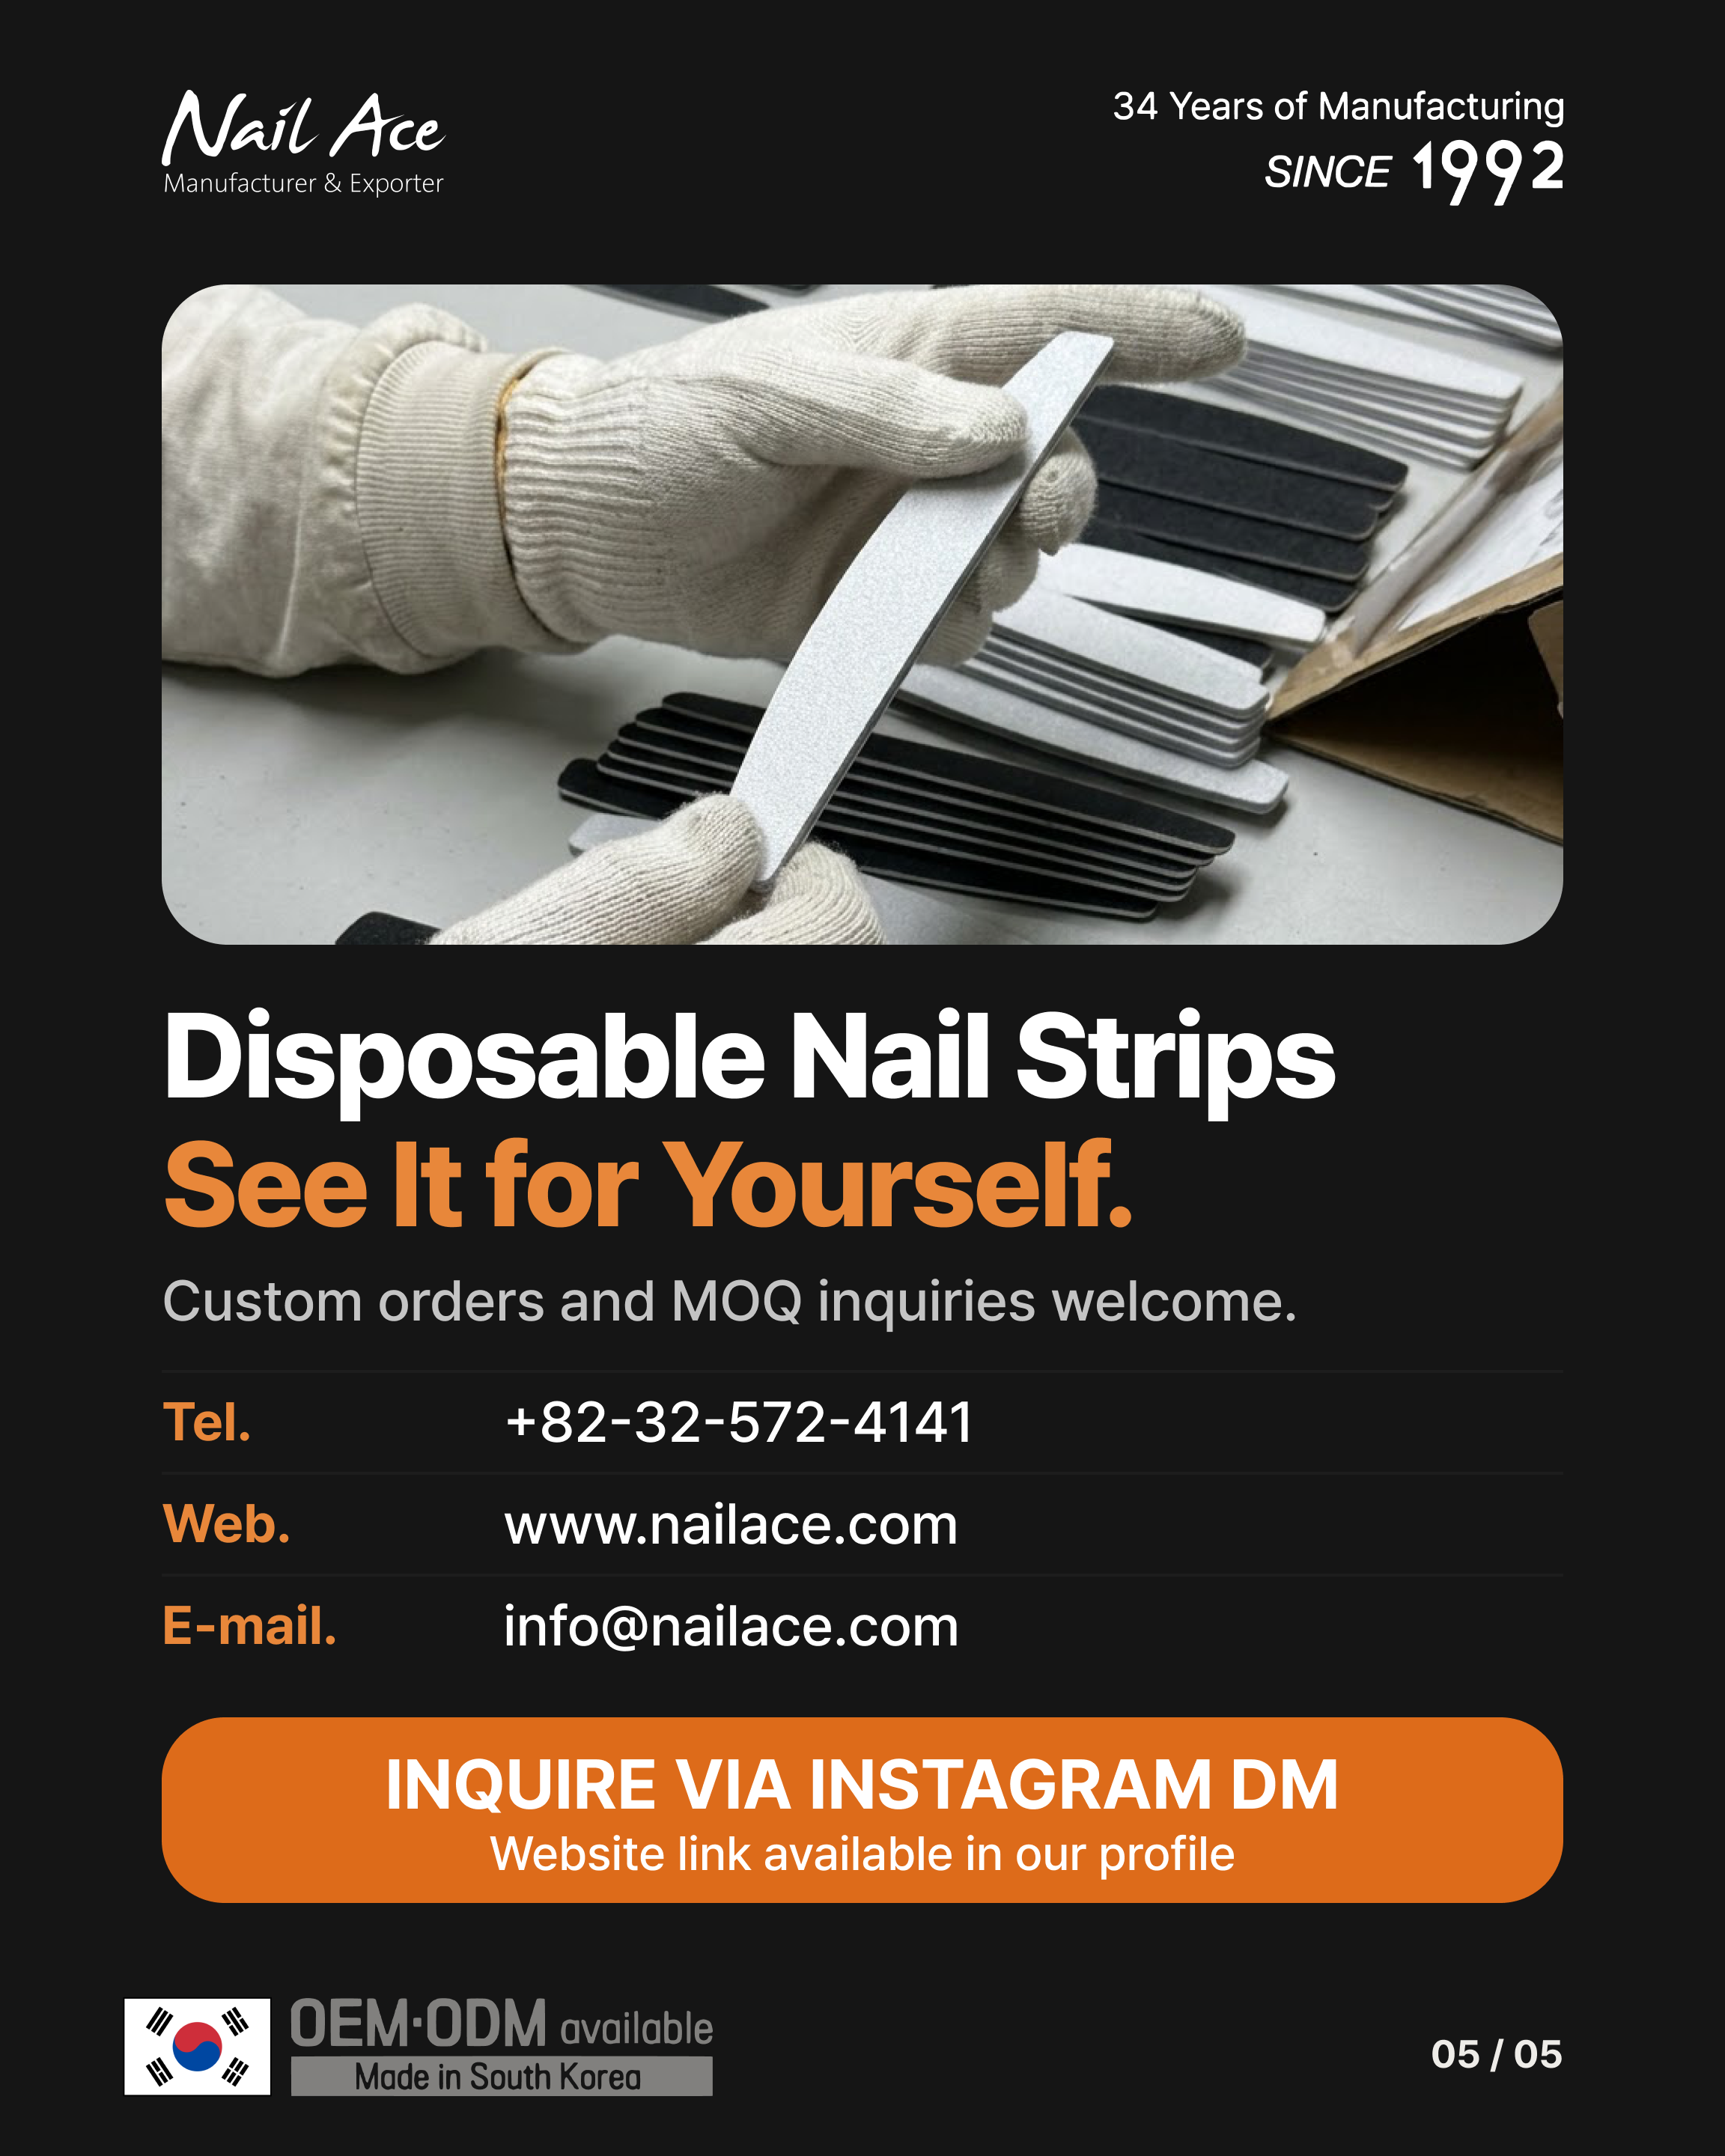 Nail Ace
Manufacturer & Exporter
34 Years of Manufacturing
SINCE 1992
Disposable Nail Strips
See It for Yourself.
Custom orders and MOQ inquiries welcome.
Tel. +82-32-572-4141
Web. www.nailace.com
E-mail. info@nailace.com
INQUIRE VIA INSTAGRAM DM
Website link available in our profile
OEM·ODM available
Made in South Korea
05 / 05